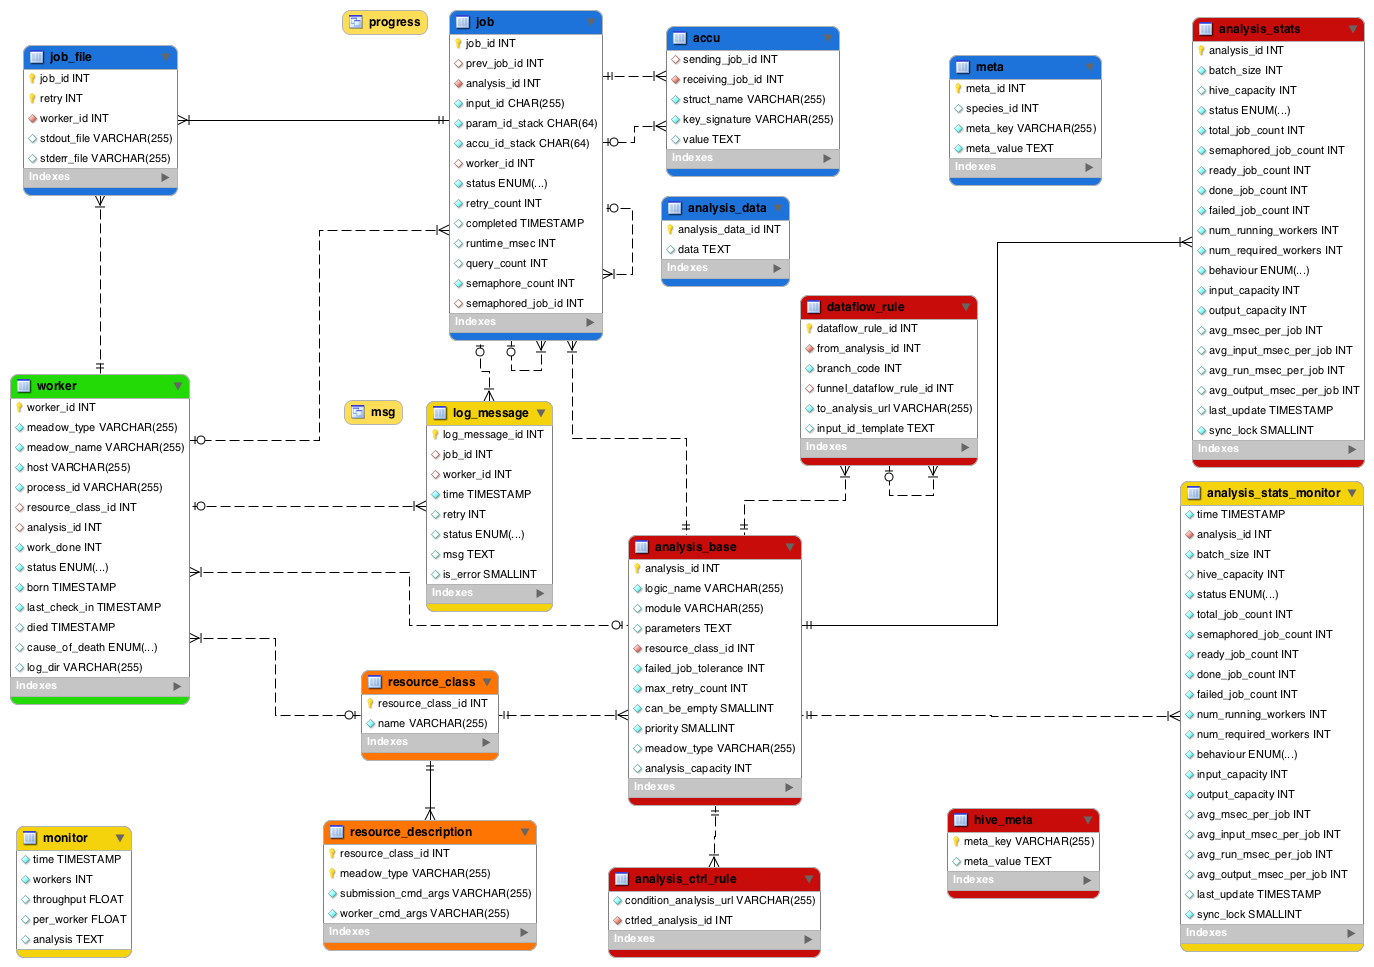 progress
job_file
job_id INT
retry INT
worker_id INT
stdout_file VARCHAR(255)
stderr_file VARCHAR(255)
Indexes
job
job_id INT
prev_job_id INT
analysis_id INT
input_id CHAR(255)
param_id_stack CHAR(64)
accu_id_stack CHAR(64)
worker_id INT
status ENUM(...)
retry_count INT
completed TIMESTAMP
runtime_msec INT
query_count INT
semaphore_count INT
semaphored_job_id INT
Indexes
accu
sending_job_id INT
receiving_job_id INT
struct_name VARCHAR(255)
key_signature VARCHAR(255)
value TEXT
Indexes
meta
meta_id INT
species_id INT
meta_key VARCHAR(255)
meta_value TEXT
Indexes
analysis_stats
analysis_id INT
batch_size INT
hive_capacity INT
status ENUM(...)
total_job_count INT
semaphored_job_count INT
ready_job_count INT
done_job_count INT
failed_job_count INT
num_running_workers INT
num_required_workers INT
behaviour ENUM(...)
input_capacity INT
output_capacity INT
avg_msec_per_job INT
avg_input_msec_per_job INT
avg_run_msec_per_job INT
avg_output_msec_per_job INT
last_update TIMESTAMP
sync_lock SMALLINT
Indexes
analysis_data
analysis_data_id INT
data TEXT
Indexes
dataflow_rule
dataflow_rule_id INT
from_analysis_id INT
branch_code INT
funnel_dataflow_rule_id INT
to_analysis_url VARCHAR(255)
input_id_template TEXT
Indexes
worker
worker_id INT
meadow_type VARCHAR(255)
meadow_name VARCHAR(255)
host VARCHAR(255)
process_id VARCHAR(255)
resource_class_id INT
analysis_id INT
work_done INT
status ENUM(...)
born TIMESTAMP
last_check_in TIMESTAMP
died TIMESTAMP
cause_of_death ENUM(...)
log_dir VARCHAR(255)
Indexes
msg
log_message
log_message_id INT
job_id INT
worker_id INT
time TIMESTAMP
retry INT
status ENUM(...)
msg TEXT
is_error SMALLINT
Indexes
analysis_base
analysis_id INT
logic_name VARCHAR(255)
module VARCHAR(255)
parameters TEXT
resource_class_id INT
failed_job_tolerance INT
max_retry_count INT
can_be_empty SMALLINT
priority SMALLINT
meadow_type VARCHAR(255)
analysis_capacity INT
Indexes
analysis_stats_monitor
time TIMESTAMP
analysis_id INT
batch_size INT
hive_capacity INT
status ENUM(...)
total_job_count INT
semaphored_job_count INT
ready_job_count INT
done_job_count INT
failed_job_count INT
num_running_workers INT
num_required_workers INT
behaviour ENUM(...)
input_capacity INT
output_capacity INT
avg_msec_per_job INT
avg_input_msec_per_job INT
avg_run_msec_per_job INT
avg_output_msec_per_job INT
last_update TIMESTAMP
sync_lock SMALLINT
Indexes
resource_class
resource_class_id INT
name VARCHAR(255)
Indexes
monitor
time TIMESTAMP
workers INT
throughput FLOAT
per_worker FLOAT
analysis TEXT
resource_description
resource_class_id INT
meadow_type VARCHAR(255)
submission_cmd_args VARCHAR(255)
worker_cmd_args VARCHAR(255)
Indexes
analysis_ctrl_rule
condition_analysis_url VARCHAR(255)
ctrled_analysis_id INT
Indexes
hive_meta
meta_key VARCHAR(255)
meta_value TEXT
Indexes